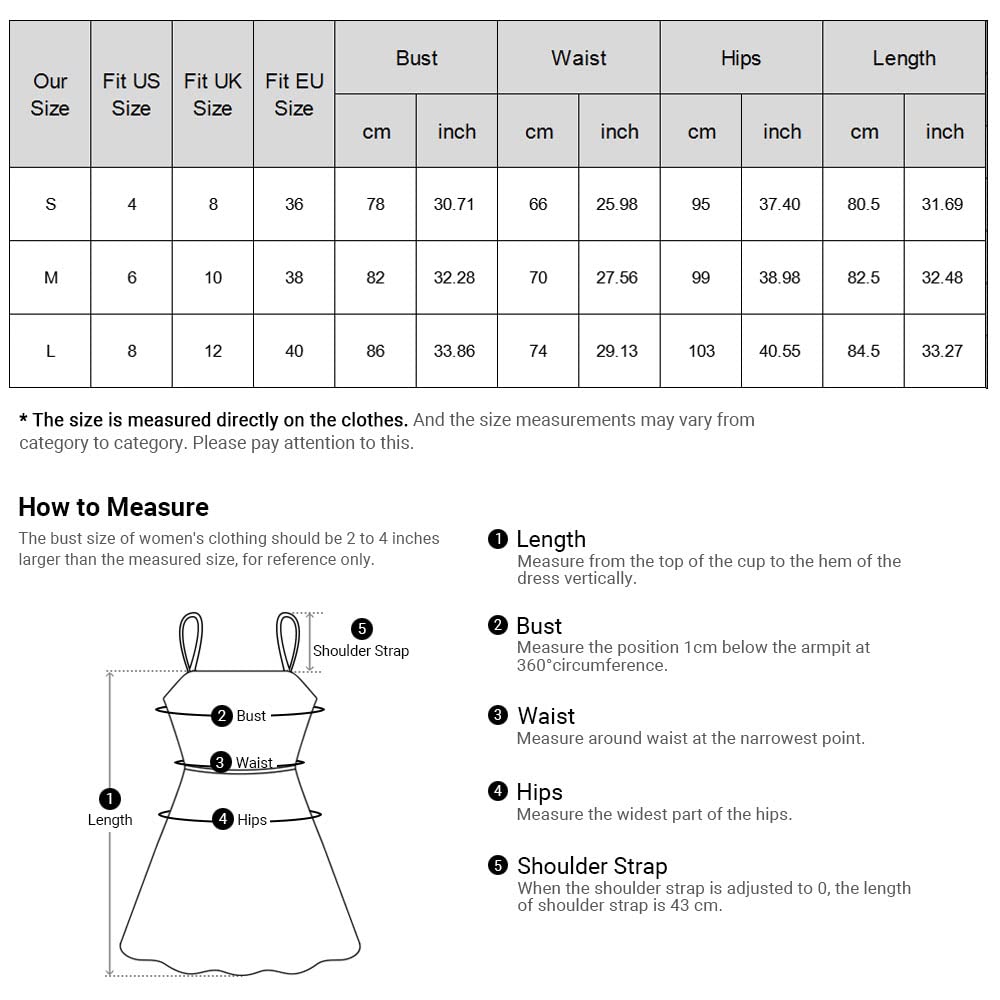 Our Size Fit US Size Fit UK Size Fit EU Size Bust Waist Hips Length
cm inch cm inch cm inch cm inch
S 4 8 36 78 30.71 66 25.98 95 37.40 80.5 31.69
M 6 10 38 82 32.28 70 27.56 99 38.98 82.5 32.48
L 8 12 40 86 33.86 74 29.13 103 40.55 84.5 33.27
* The size is measured directly on the clothes. And the size measurements may vary from
category to category. Please pay attention to this.
How to Measure
The bust size of women's clothing should be 2 to 4 inches
larger than the measured size, for reference only.
5
Shoulder Strap
2 Bust
3 Waist
1
Length
4 Hips
1 Length
Measure from the top of the cup to the hem of the
dress vertically.
2 Bust
Measure the position 1cm below the armpit at
360°circumference.
3 Waist
Measure around waist at the narrowest point.
4 Hips
Measure the widest part of the hips.
5 Shoulder Strap
When the shoulder strap is adjusted to 0, the length
of shoulder strap is 43 cm.